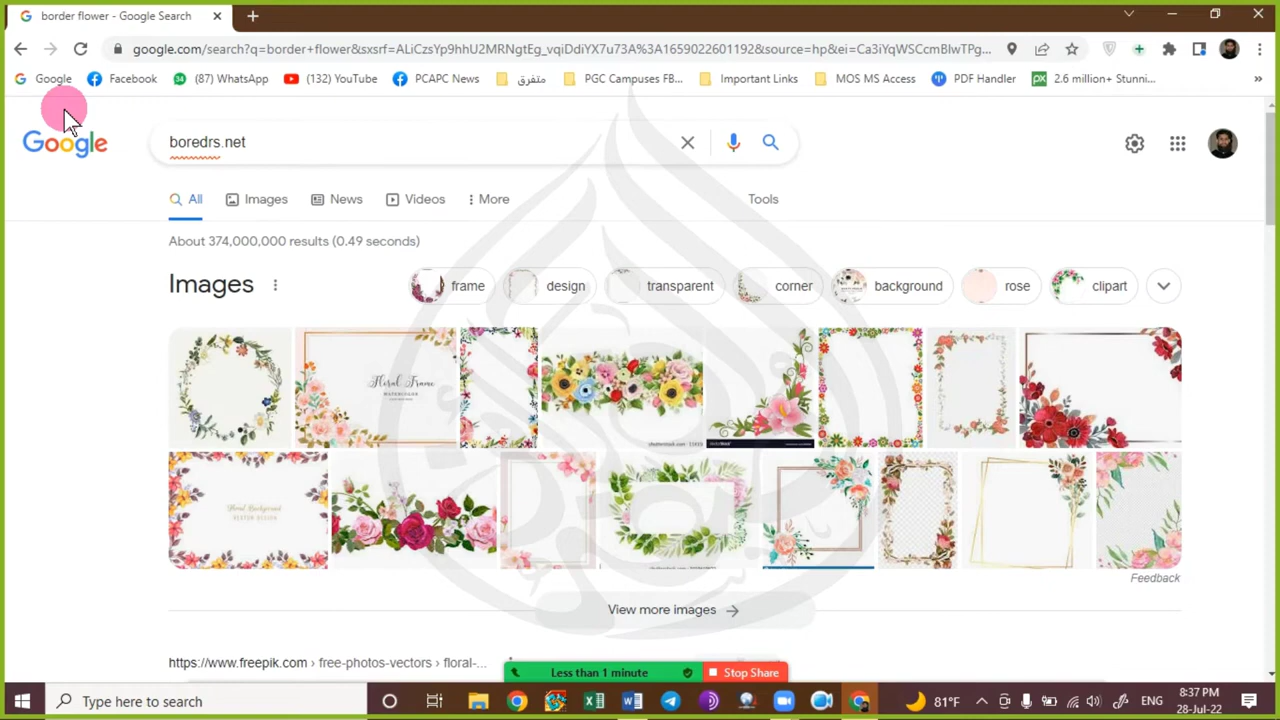 border flower - Google Search
google.com/search?q=border+flower&sxsrf=ALiCzsYp9hhU2MRNgtEg_vqiDdiYX7u73A%3A1659022601192&source=hp&ei=Ca3iYqWSCcmBlwTPg...
Google Facebook (87) WhatsApp (132) YouTube PCAPC News متفرق PGC Campuses FB... Important Links MOS MS Access PDF Handler 2.6 million+ Stunni...
Google
boredrs.net
All Images News Videos More Tools
About 374,000,000 results (0.49 seconds)
Images
frame design transparent corner background rose clipart
Floral Frame
WATERCOLOR
Floral Background
VECTOR DESIGN
Feedback
View more images
https://www.freepik.com › free-photos-vectors › floral-...
Less than 1 minute Stop Share
Type here to search
81°F ENG
8:37 PM
28-Jul-22